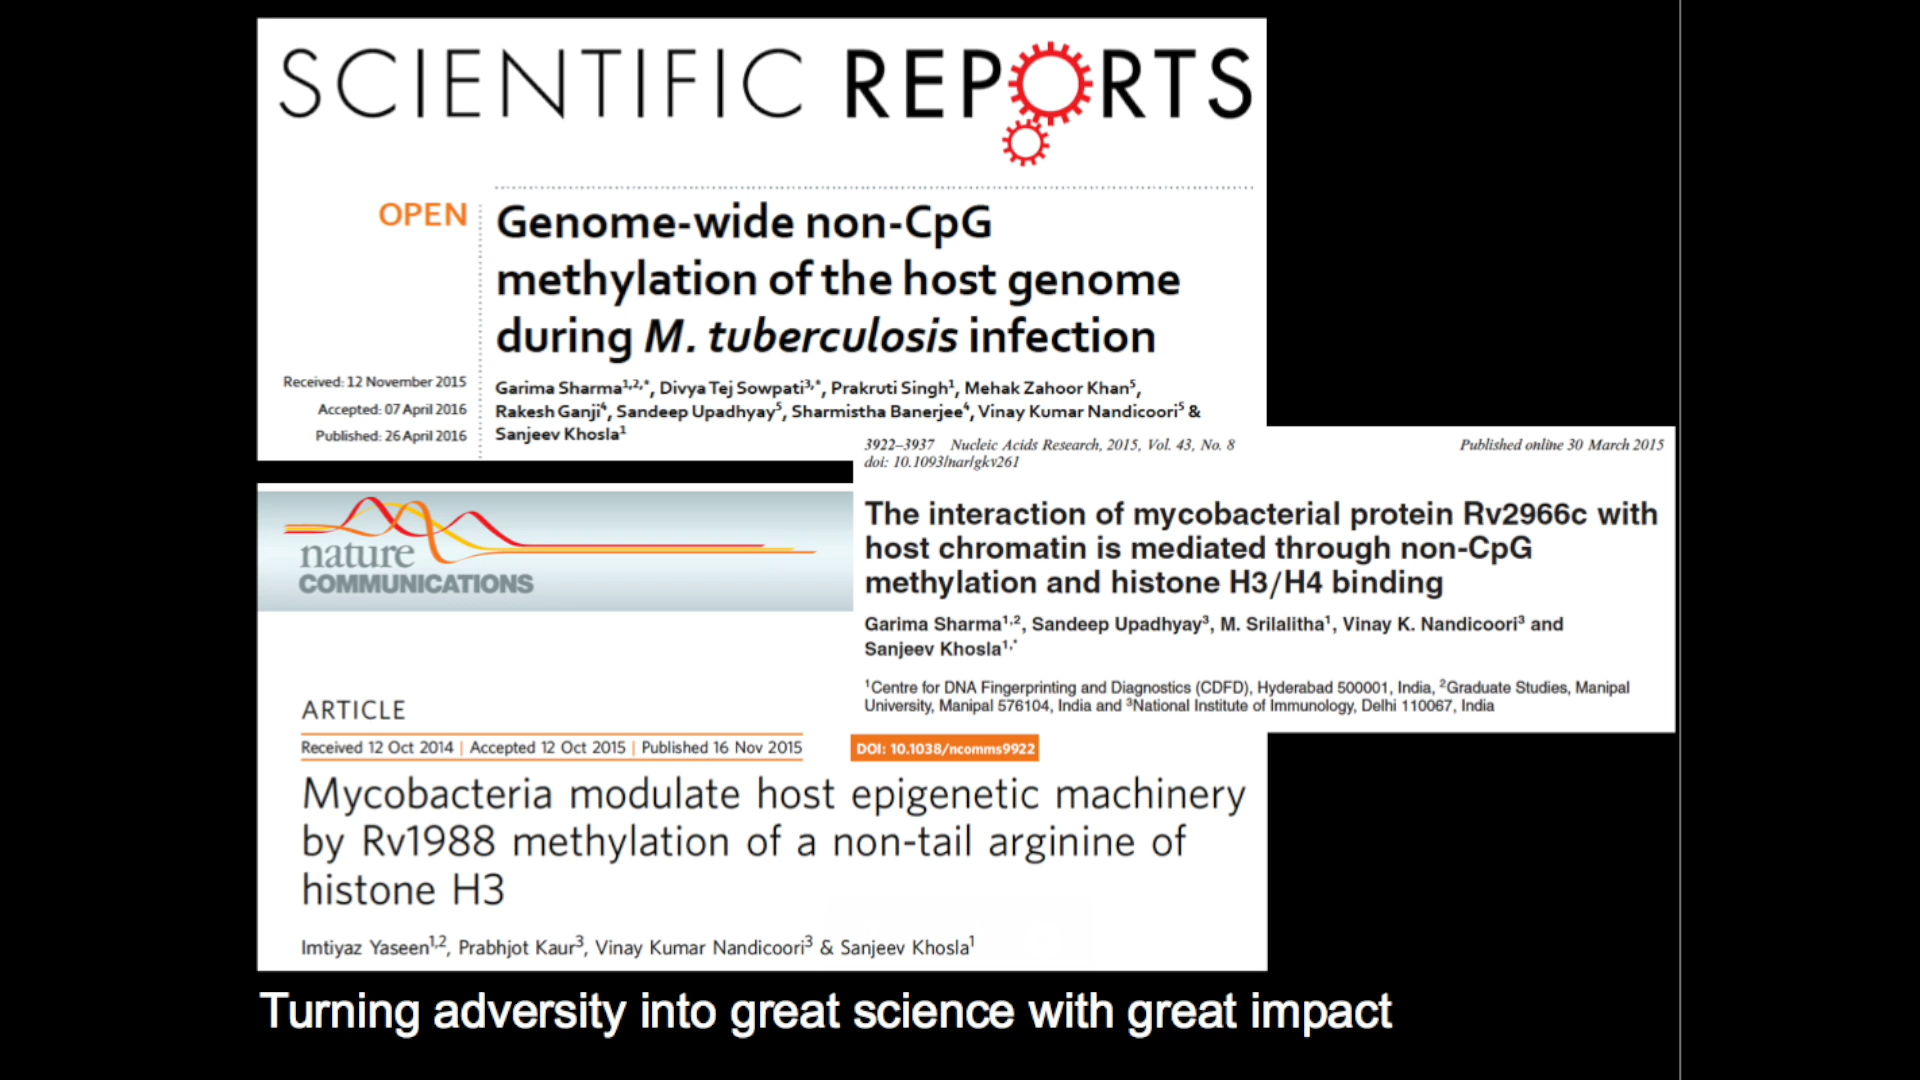 SCIENTIFIC REPORTS
OPEN
Genome-wide non-CpG
methylation of the host genome
during M. tuberculosis infection
Received: 12 November 2015
Accepted: 07 April 2016
Published: 26 April 2016
Garima Sharma1,2,*, Divya Tej Sowpati3,*, Prakruti Singh1, Mehak Zahoor Khan5,
Rakesh Ganji4, Sandeep Upadhyay5, Sharmistha Banerjee4, Vinay Kumar Nandicoori5 &
Sanjeev Khosla1
3922–3937 Nucleic Acids Research, 2015, Vol. 43, No. 8
Published online 30 March 2015
doi: 10.1093/nar/gkv261
The interaction of mycobacterial protein Rv2966c with
host chromatin is mediated through non-CpG
methylation and histone H3/H4 binding
Garima Sharma1,2, Sandeep Upadhyay3, M. Srilalitha1, Vinay K. Nandicoori3 and
Sanjeev Khosla1,*
1Centre for DNA Fingerprinting and Diagnostics (CDFD), Hyderabad 500001, India, 2Graduate Studies, Manipal
University, Manipal 576104, India and 3National Institute of Immunology, Delhi 110067, India
nature
COMMUNICATIONS
ARTICLE
Received 12 Oct 2014 | Accepted 12 Oct 2015 | Published 16 Nov 2015
DOI: 10.1038/ncomms9922
Mycobacteria modulate host epigenetic machinery
by Rv1988 methylation of a non-tail arginine of
histone H3
Imtiyaz Yaseen1,2, Prabhjot Kaur3, Vinay Kumar Nandicoori3 & Sanjeev Khosla1
Turning adversity into great science with great impact